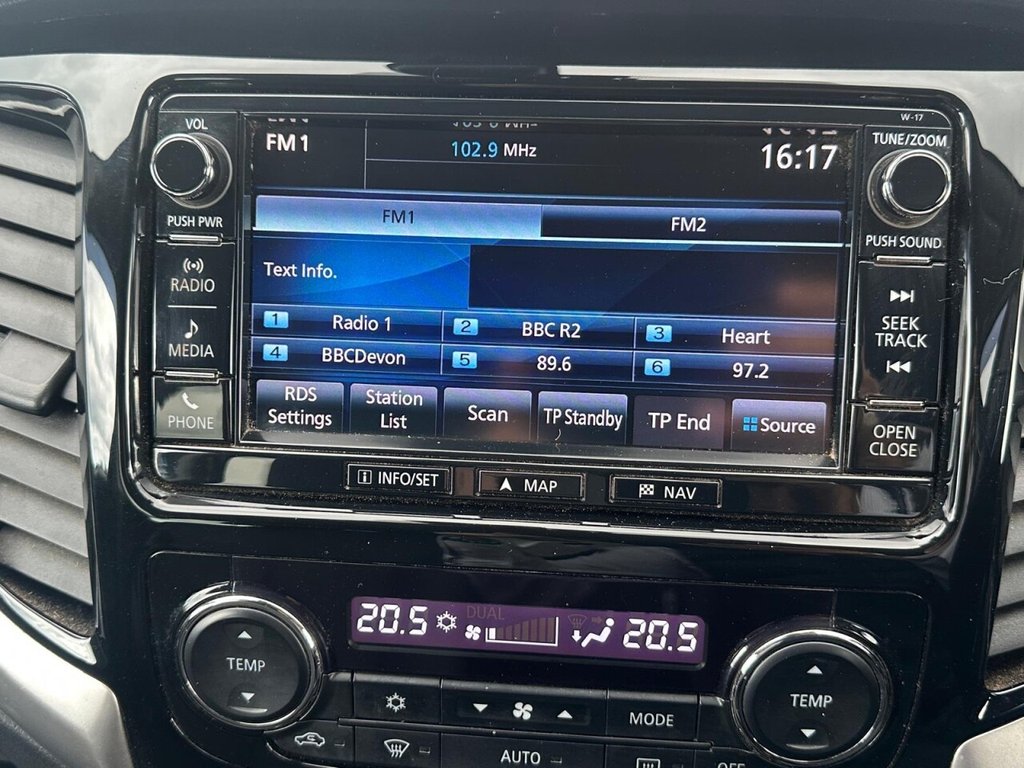 W-17
VOL
PUSH PWR
RADIO
MEDIA
PHONE
FM1
102.9 MHz
16:17
FM1 FM2
Text Info.
1 Radio 1 2 BBC R2 3 Heart
4 BBCDevon 5 89.6 6 97.2
RDS Settings
Station List
Scan
TP Standby
TP End
Source
TUNE/ZOOM
PUSH SOUND
SEEK
TRACK
OPEN
CLOSE
i INFO/SET
MAP
NAV
20.5 DUAL 20.5
TEMP
TEMP
MODE
AUTO
OFF